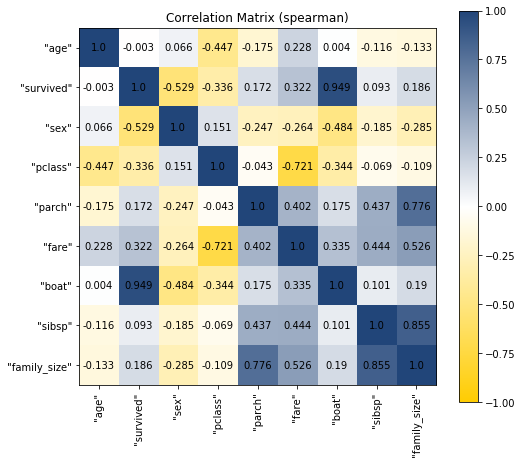 Correlation Matrix (spearman)
"age" 1.0 -0.003 0.066 -0.447 -0.175 0.228 0.004 -0.116 -0.133
"survived" -0.003 1.0 -0.529 -0.336 0.172 0.322 0.949 0.093 0.186
"sex" 0.066 -0.529 1.0 0.151 -0.247 -0.264 -0.484 -0.185 -0.285
"pclass" -0.447 -0.336 0.151 1.0 -0.043 -0.721 -0.344 -0.069 -0.109
"parch" -0.175 0.172 -0.247 -0.043 1.0 0.402 0.175 0.437 0.776
"fare" 0.228 0.322 -0.264 -0.721 0.402 1.0 0.335 0.444 0.526
"boat" 0.004 0.949 -0.484 -0.344 0.175 0.335 1.0 0.101 0.19
"sibsp" -0.116 0.093 -0.185 -0.069 0.437 0.444 0.101 1.0 0.855
"family_size" -0.133 0.186 -0.285 -0.109 0.776 0.526 0.19 0.855 1.0
"age" "survived" "sex" "pclass" "parch" "fare" "boat" "sibsp" "family_size"
1.00
0.75
0.50
0.25
0.00
−0.25
−0.50
−0.75
−1.00